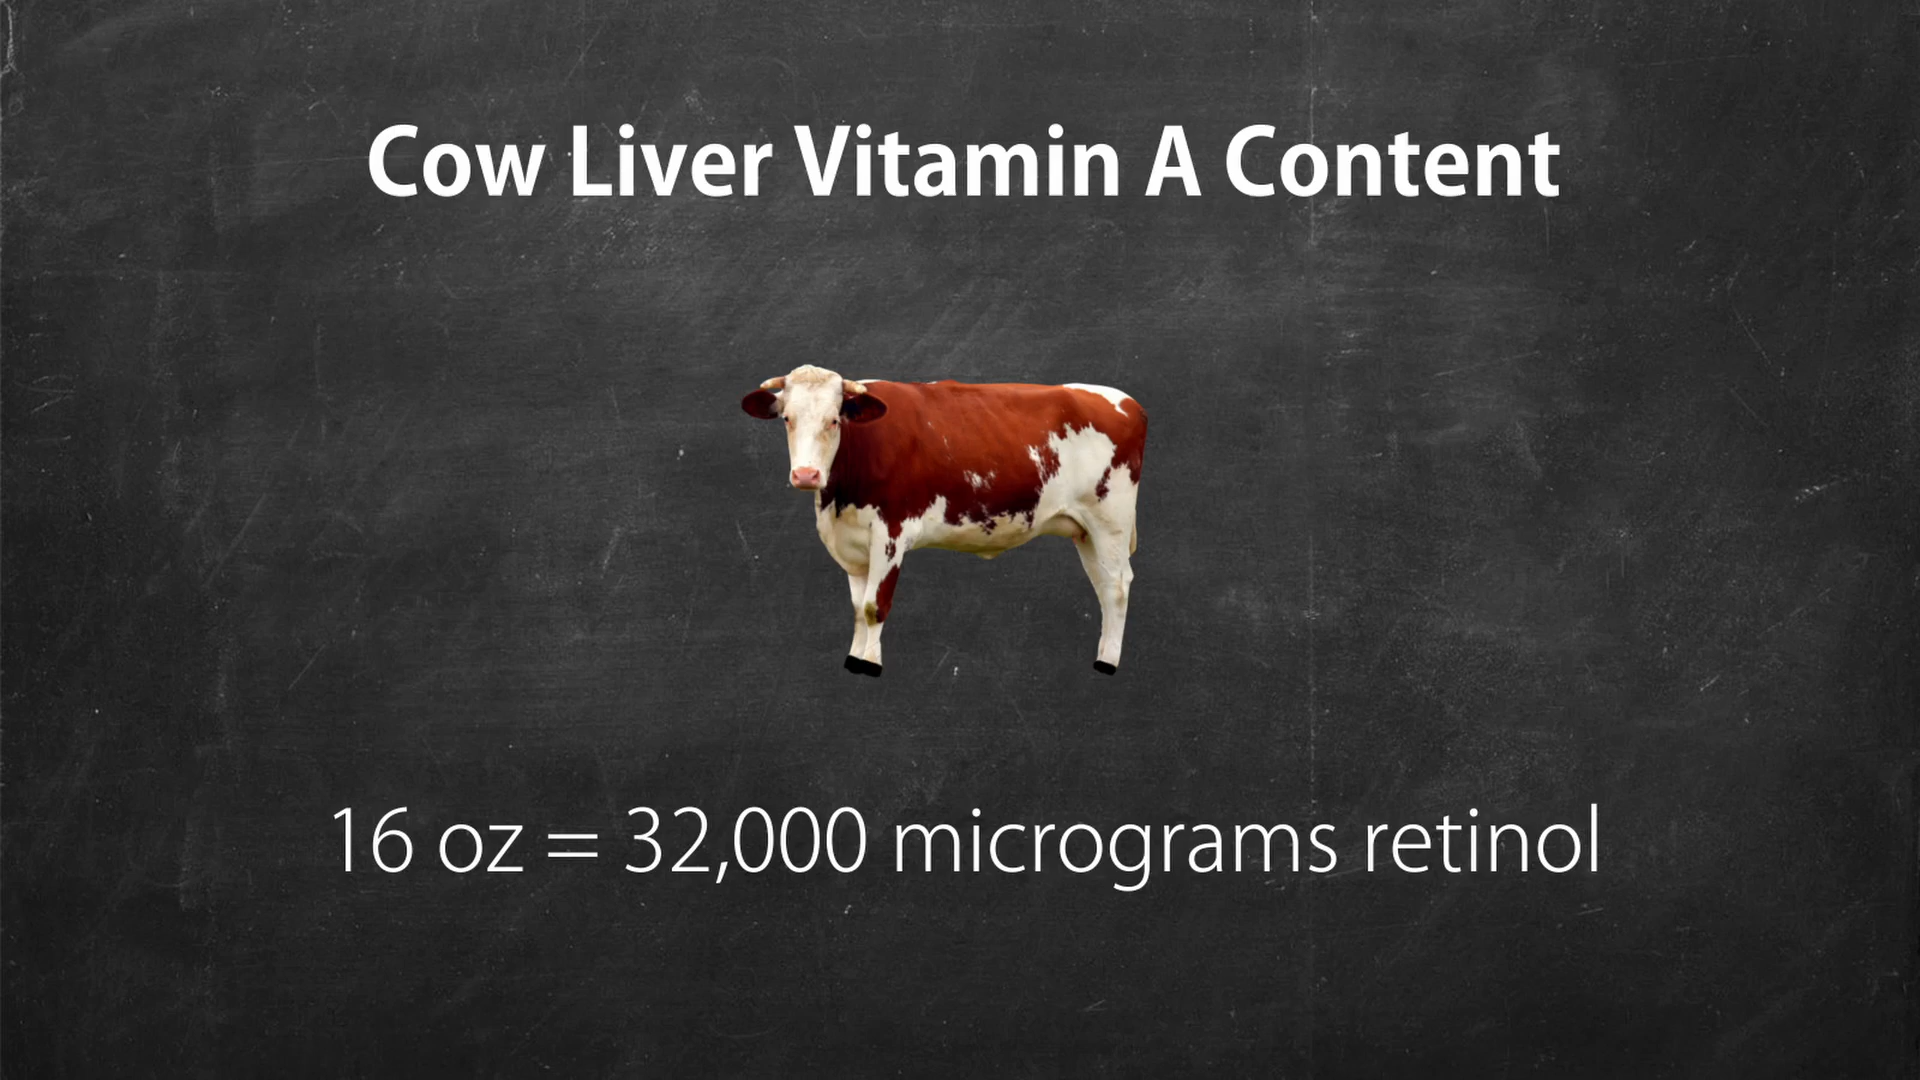 Cow Liver Vitamin A Content
16 oz = 32,000 micrograms retinol